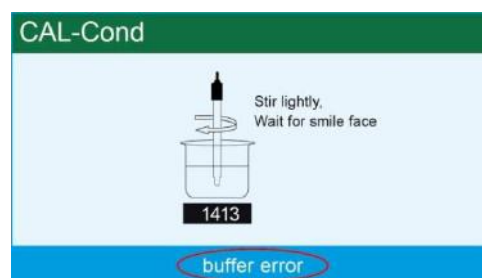 CAL-Cond
Stir lightly,
Wait for smile face
1413
buffer error